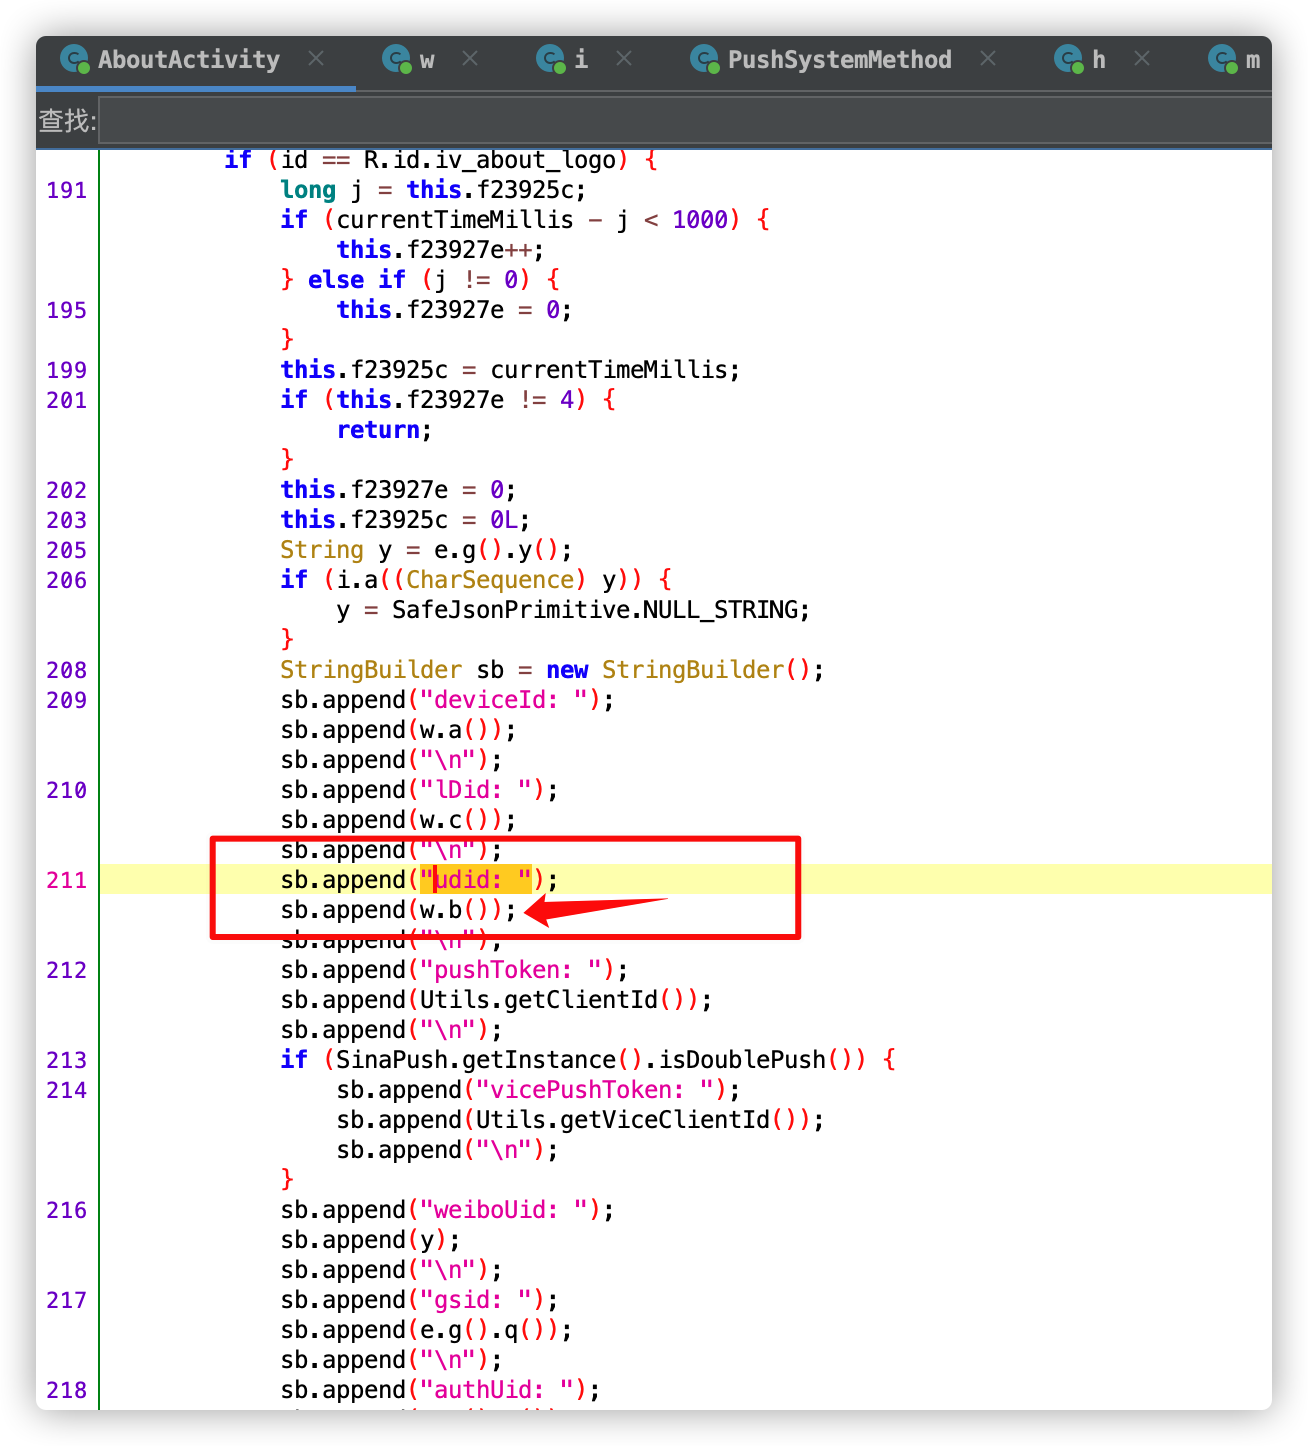 AboutActivity × w × i × PushSystemMethod × h × m
查找:
if (id == R.id.iv_about_logo) {
191 long j = this.f23925c;
if (currentTimeMillis - j < 1000) {
this.f23927e++;
} else if (j != 0) {
195 this.f23927e = 0;
}
199 this.f23925c = currentTimeMillis;
201 if (this.f23927e != 4) {
return;
}
202 this.f23927e = 0;
203 this.f23925c = 0L;
205 String y = e.g().y();
206 if (i.a((CharSequence) y)) {
y = SafeJsonPrimitive.NULL_STRING;
}
208 StringBuilder sb = new StringBuilder();
209 sb.append("deviceId: ");
sb.append(w.a());
sb.append("\n");
210 sb.append("lDid: ");
sb.append(w.c());
sb.append("\n");
211 sb.append("udid: ");
sb.append(w.b());
sb.append("\n");
212 sb.append("pushToken: ");
sb.append(Utils.getClientId());
sb.append("\n");
213 if (SinaPush.getInstance().isDoublePush()) {
214 sb.append("vicePushToken: ");
sb.append(Utils.getViceClientId());
sb.append("\n");
}
216 sb.append("weiboUid: ");
sb.append(y);
sb.append("\n");
217 sb.append("gsid: ");
sb.append(e.g().q());
sb.append("\n");
218 sb.append("authUid: ");